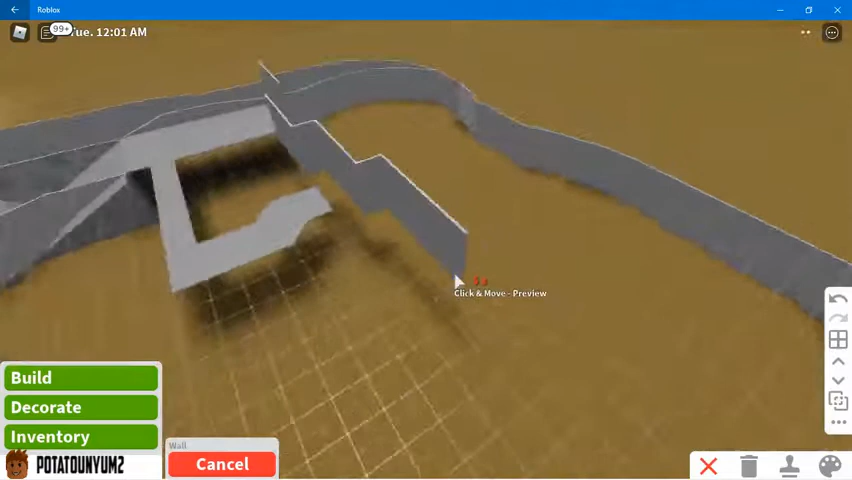 Roblox
99+
Tue. 12:01 AM
Click & Move - Preview
Build
Decorate
Inventory
Wall
Cancel
POTATOUNYUM2